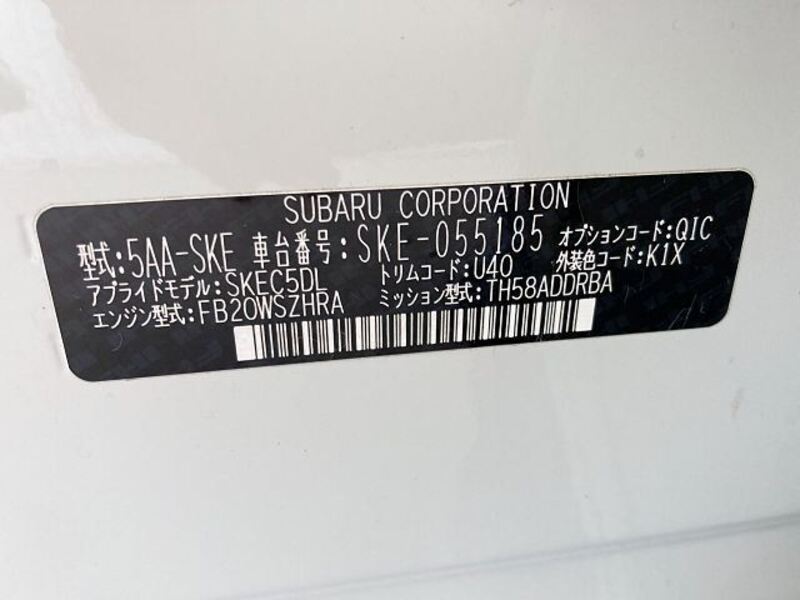 SUBARU CORPORATION
型式:5AA-SKE 車台番号:SKE-055185 オプションコード:QIC
アプライドモデル:SKEC5DL トリムコード:U40 外装色コード:K1X
エンジン型式:FB20WSZHRA ミッション型式:TH58ADDRBA